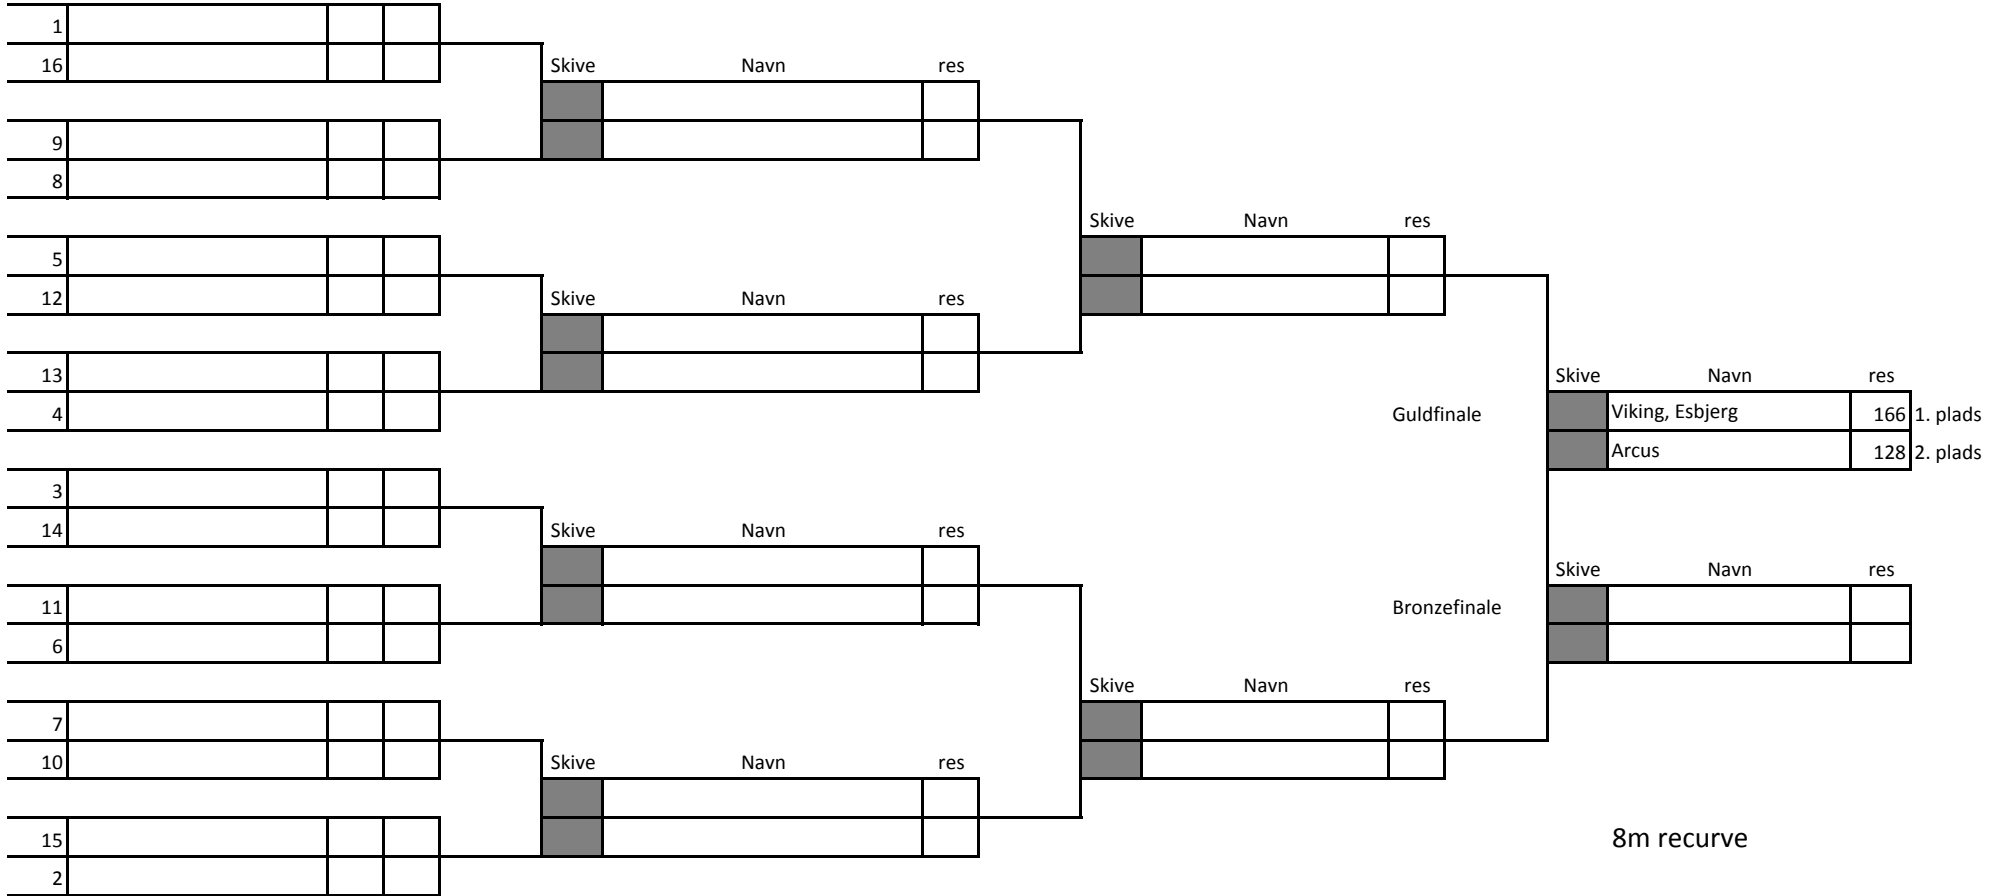 1
16
Skive Navn res
9
8
Skive Navn res
5
12
Skive Navn res
13
Skive Navn res
4
Guldfinale
Viking, Esbjerg 166 1. plads
Arcus 128 2. plads
3
14
Skive Navn res
Skive Navn res
11
Bronzefinale
6
Skive Navn res
7
10
Skive Navn res
15
8m recurve
2